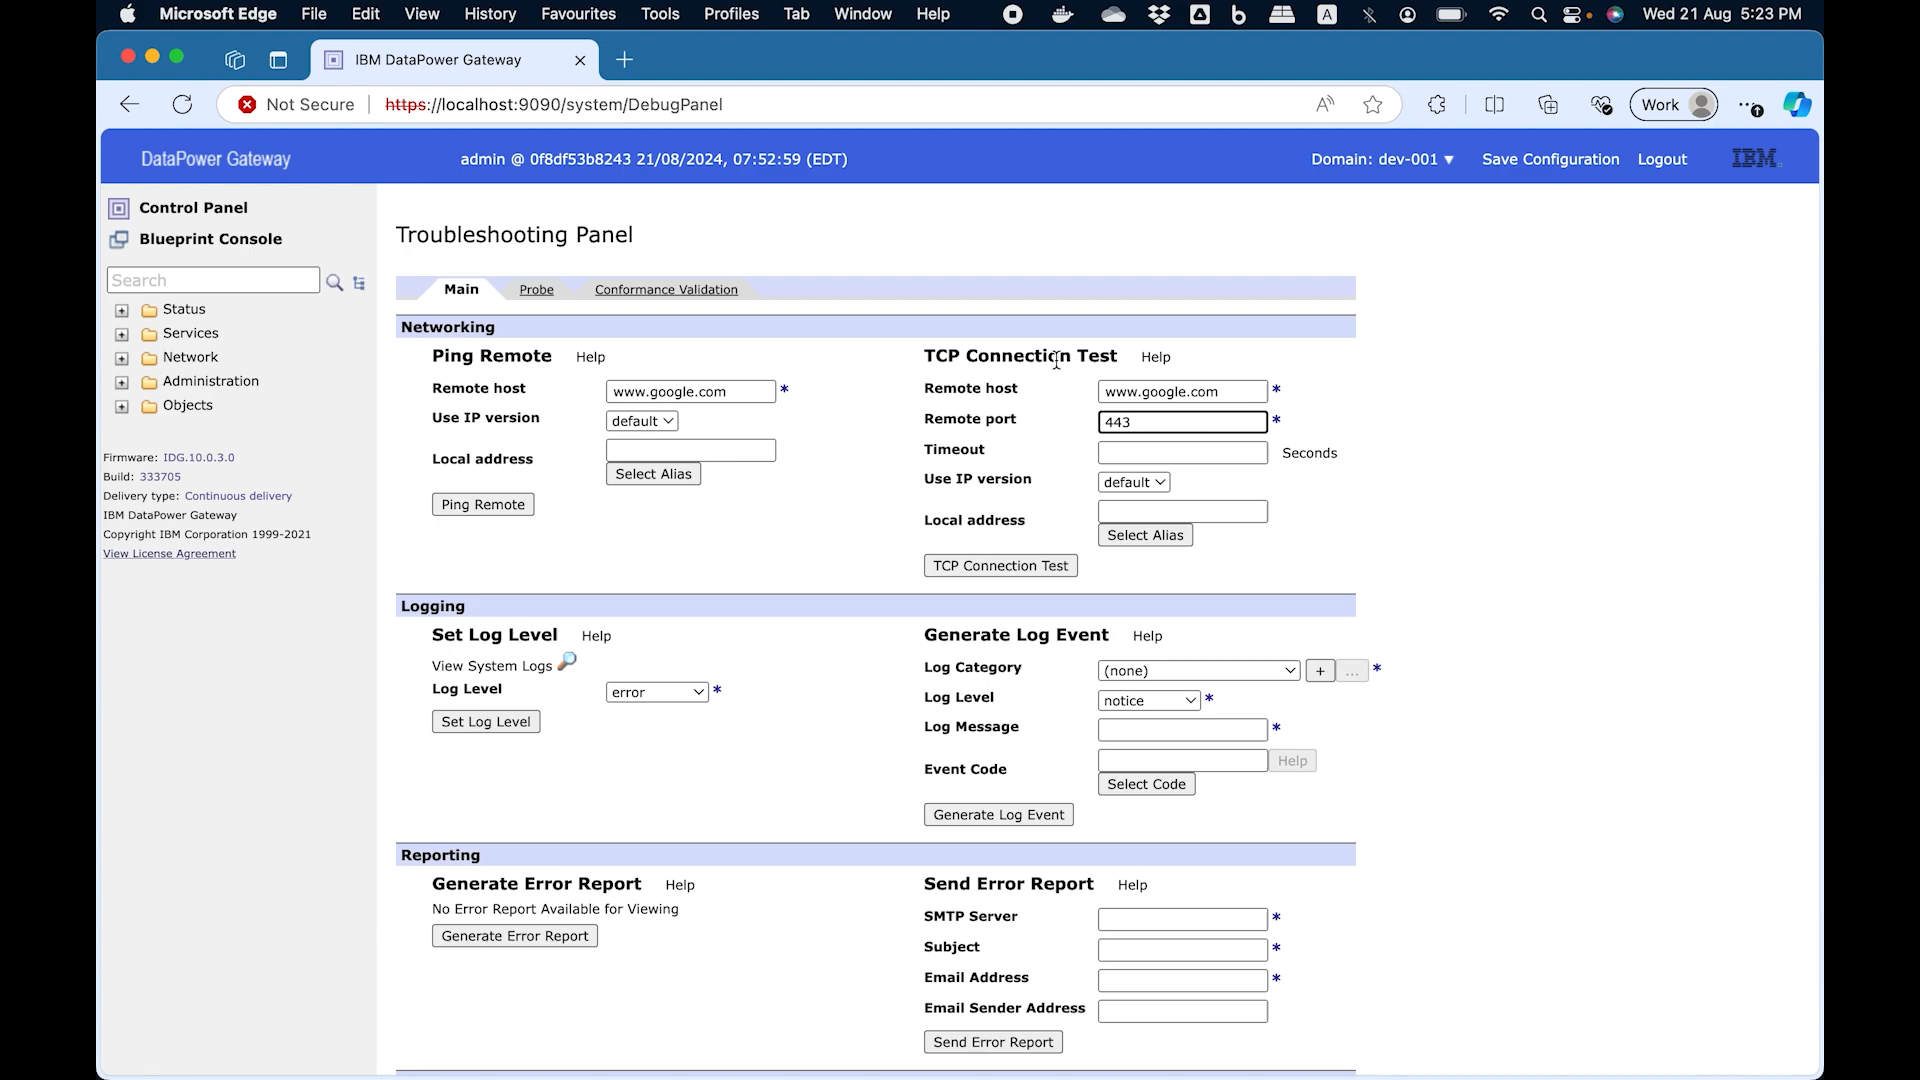 Microsoft Edge File Edit View History Favourites Tools Profiles Tab Window Help A Wed 21 Aug 5:23 PM
IBM DataPower Gateway
Not Secure https://localhost:9090/system/DebugPanel Work
DataPower Gateway admin @ 0f8df53b8243 21/08/2024, 07:52:59 (EDT) Domain: dev-001 Save Configuration Logout IBM
Control Panel
Blueprint Console
Search
Status
Services
Network
Administration
Objects
Firmware: IDG.10.0.3.0
Build: 333705
Delivery type: Continuous delivery
IBM DataPower Gateway
Copyright IBM Corporation 1999-2021
View License Agreement
Troubleshooting Panel
Main Probe Conformance Validation
Networking
Ping Remote Help
Remote host www.google.com *
Use IP version default
Local address
Select Alias
Ping Remote
TCP Connection Test Help
Remote host www.google.com *
Remote port 443 *
Timeout Seconds
Use IP version default
Local address
Select Alias
TCP Connection Test
Logging
Set Log Level Help
View System Logs
Log Level error *
Set Log Level
Generate Log Event Help
Log Category (none) + ... *
Log Level notice *
Log Message *
Event Code Help
Select Code
Generate Log Event
Reporting
Generate Error Report Help
No Error Report Available for Viewing
Generate Error Report
Send Error Report Help
SMTP Server *
Subject *
Email Address *
Email Sender Address
Send Error Report